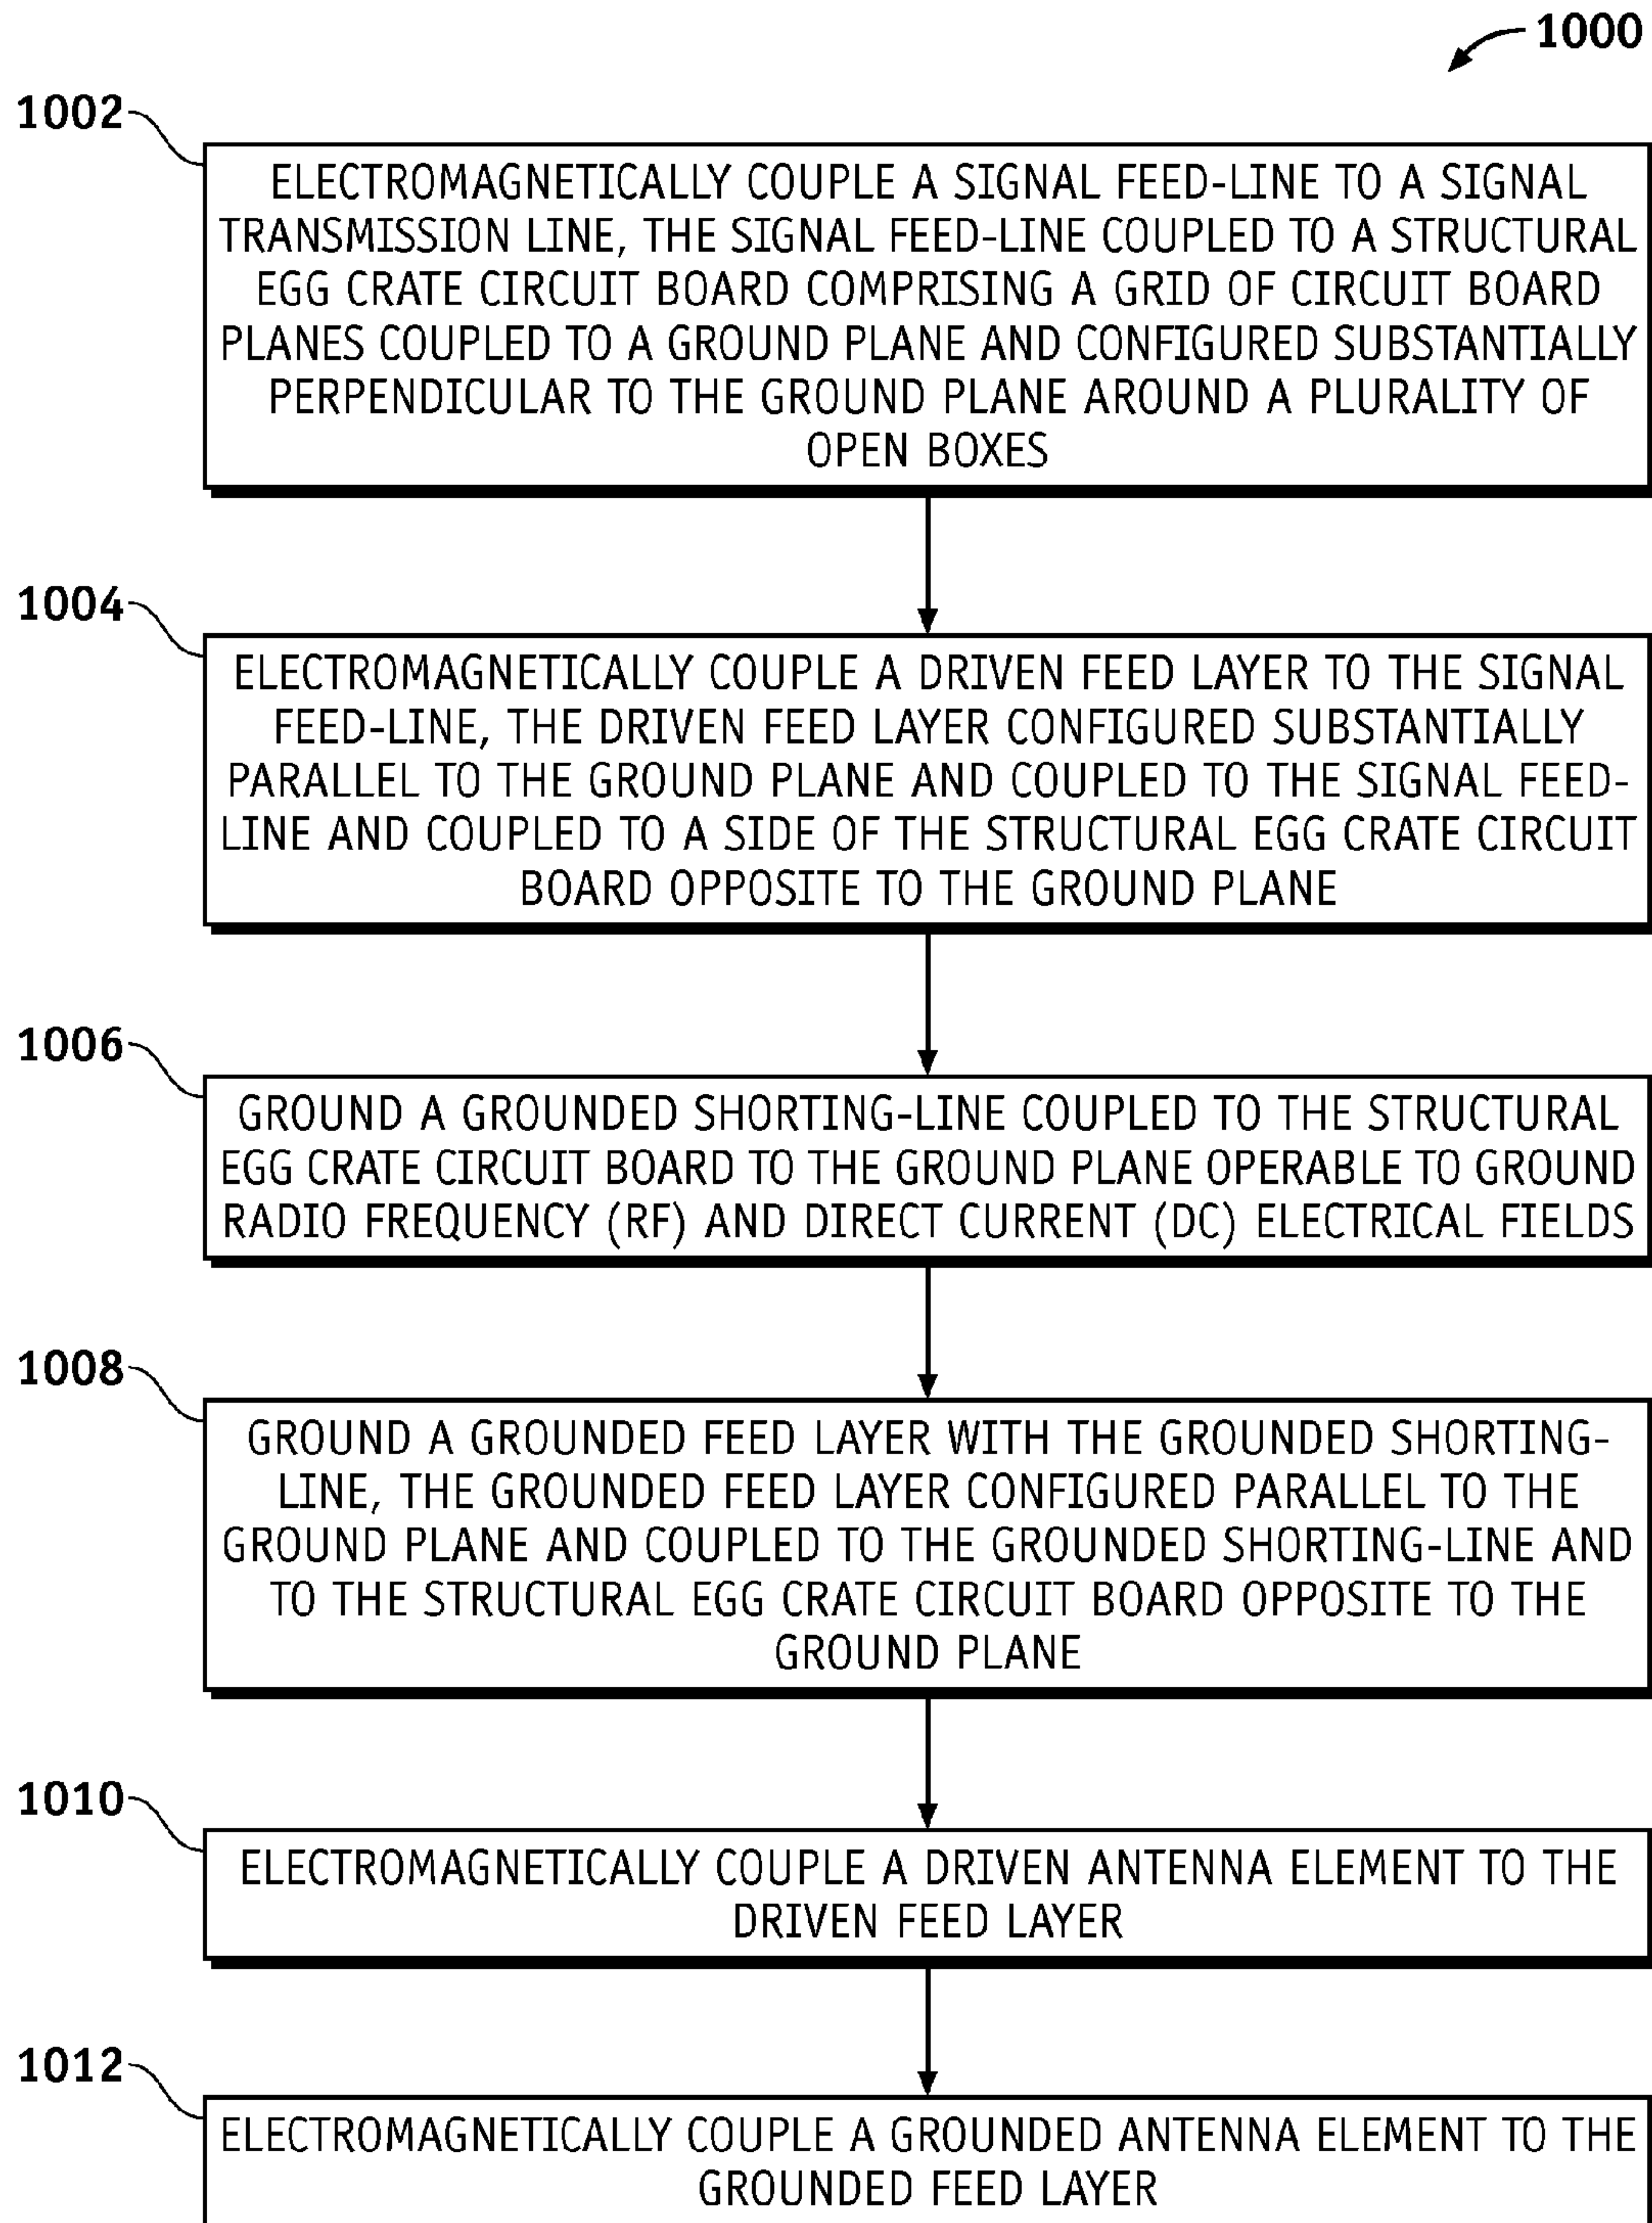 1000
1002
ELECTROMAGNETICALLY COUPLE A SIGNAL FEED-LINE TO A SIGNAL
TRANSMISSION LINE, THE SIGNAL FEED-LINE COUPLED TO A STRUCTURAL
EGG CRATE CIRCUIT BOARD COMPRISING A GRID OF CIRCUIT BOARD
PLANES COUPLED TO A GROUND PLANE AND CONFIGURED SUBSTANTIALLY
PERPENDICULAR TO THE GROUND PLANE AROUND A PLURALITY OF
OPEN BOXES
1004
ELECTROMAGNETICALLY COUPLE A DRIVEN FEED LAYER TO THE SIGNAL
FEED-LINE, THE DRIVEN FEED LAYER CONFIGURED SUBSTANTIALLY
PARALLEL TO THE GROUND PLANE AND COUPLED TO THE SIGNAL FEED-
LINE AND COUPLED TO A SIDE OF THE STRUCTURAL EGG CRATE CIRCUIT
BOARD OPPOSITE TO THE GROUND PLANE
1006
GROUND A GROUNDED SHORTING-LINE COUPLED TO THE STRUCTURAL
EGG CRATE CIRCUIT BOARD TO THE GROUND PLANE OPERABLE TO GROUND
RADIO FREQUENCY (RF) AND DIRECT CURRENT (DC) ELECTRICAL FIELDS
1008
GROUND A GROUNDED FEED LAYER WITH THE GROUNDED SHORTING-
LINE, THE GROUNDED FEED LAYER CONFIGURED PARALLEL TO THE
GROUND PLANE AND COUPLED TO THE GROUNDED SHORTING-LINE AND
TO THE STRUCTURAL EGG CRATE CIRCUIT BOARD OPPOSITE TO THE
GROUND PLANE
1010
ELECTROMAGNETICALLY COUPLE A DRIVEN ANTENNA ELEMENT TO THE
DRIVEN FEED LAYER
1012
ELECTROMAGNETICALLY COUPLE A GROUNDED ANTENNA ELEMENT TO THE
GROUNDED FEED LAYER